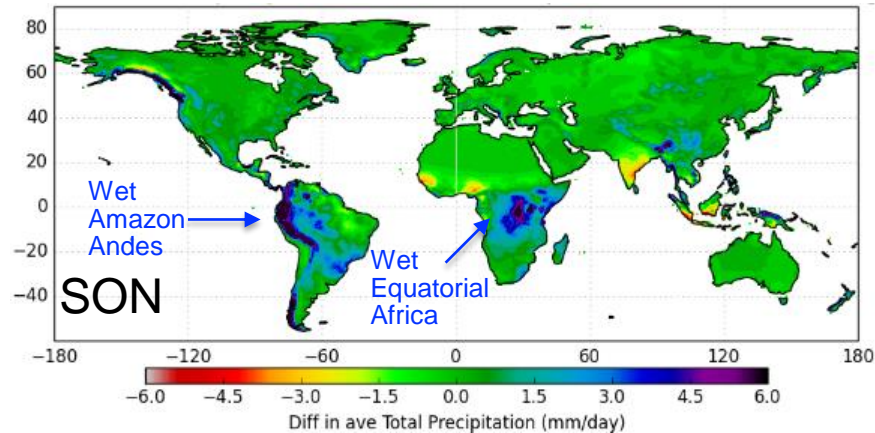 80
60
40
20
0
−20
−40
Wet
Amazon
Andes
Wet
Equatorial
Africa
SON
−180 −120 −60 0 60 120 180
−6.0 −4.5 −3.0 −1.5 0.0 1.5 3.0 4.5 6.0
Diff in ave Total Precipitation (mm/day)